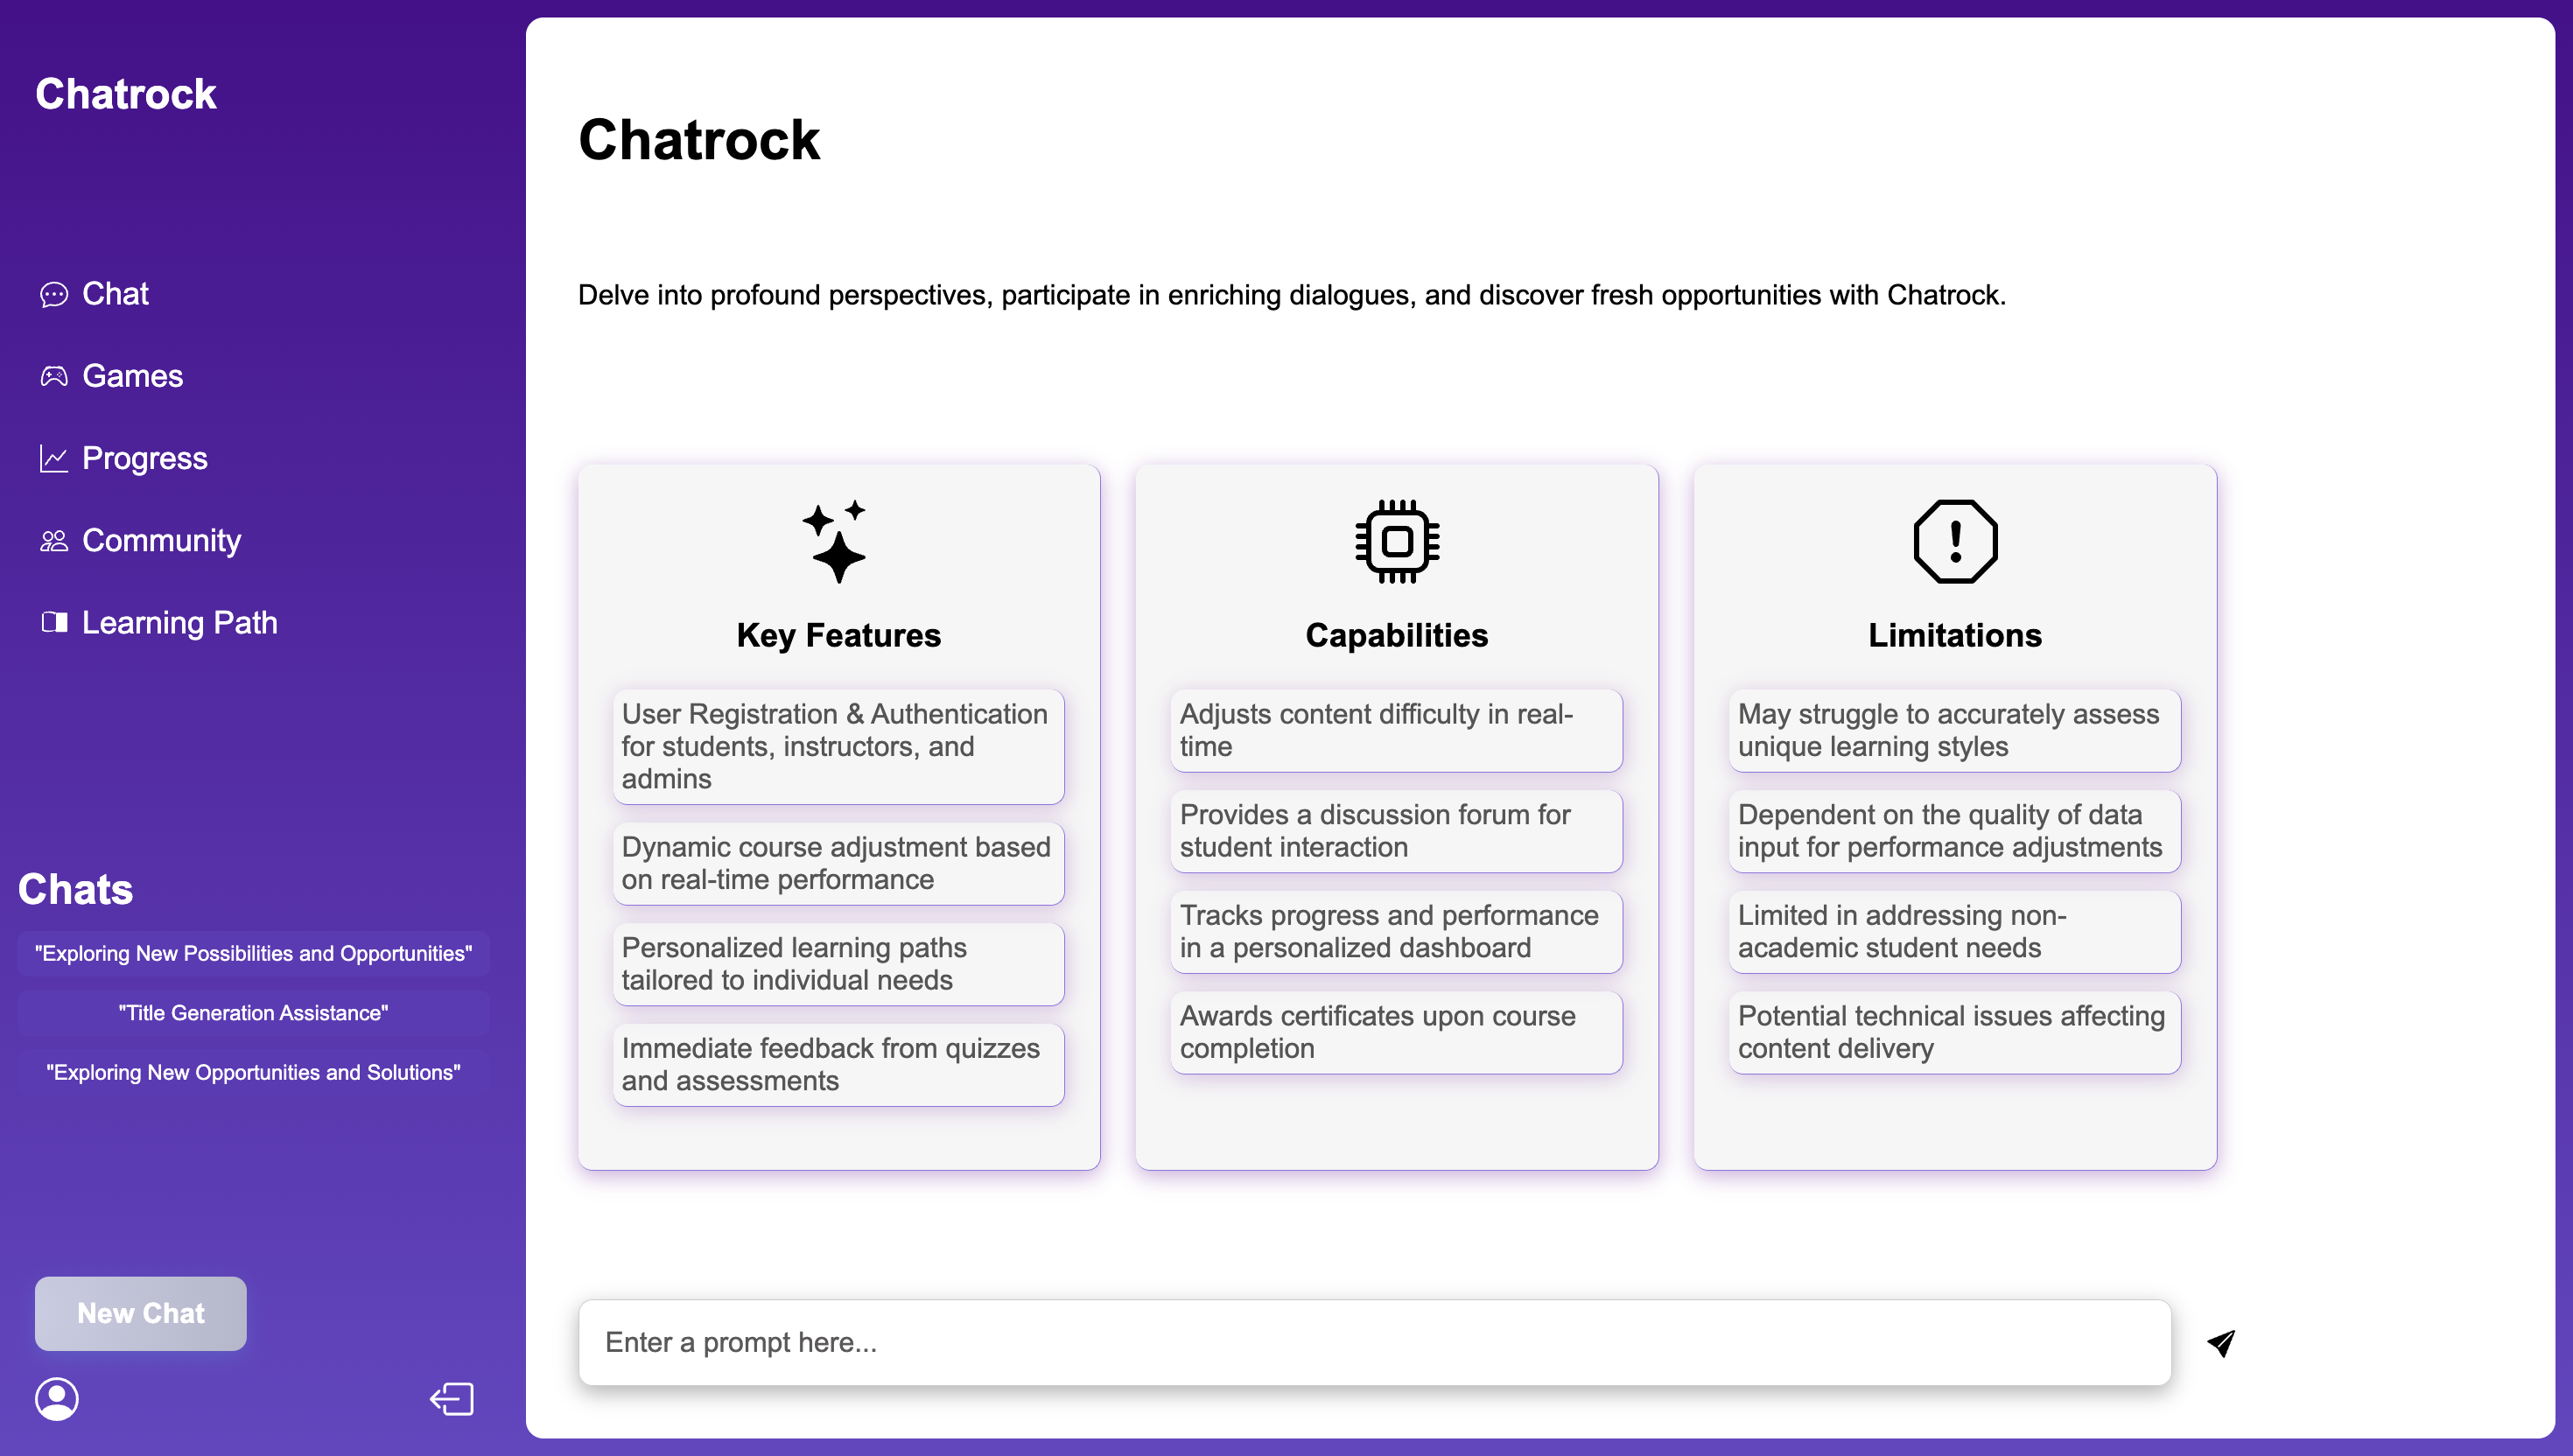 Chatrock
Chat
Games
Progress
Community
Learning Path
Chats
"Exploring New Possibilities and Opportunities"
"Title Generation Assistance"
"Exploring New Opportunities and Solutions"
New Chat
Chatrock
Delve into profound perspectives, participate in enriching dialogues, and discover fresh opportunities with Chatrock.
Key Features
User Registration & Authentication
for students, instructors, and
admins
Dynamic course adjustment based
on real-time performance
Personalized learning paths
tailored to individual needs
Immediate feedback from quizzes
and assessments
Capabilities
Adjusts content difficulty in real-
time
Provides a discussion forum for
student interaction
Tracks progress and performance
in a personalized dashboard
Awards certificates upon course
completion
Limitations
May struggle to accurately assess
unique learning styles
Dependent on the quality of data
input for performance adjustments
Limited in addressing non-
academic student needs
Potential technical issues affecting
content delivery
Enter a prompt here...